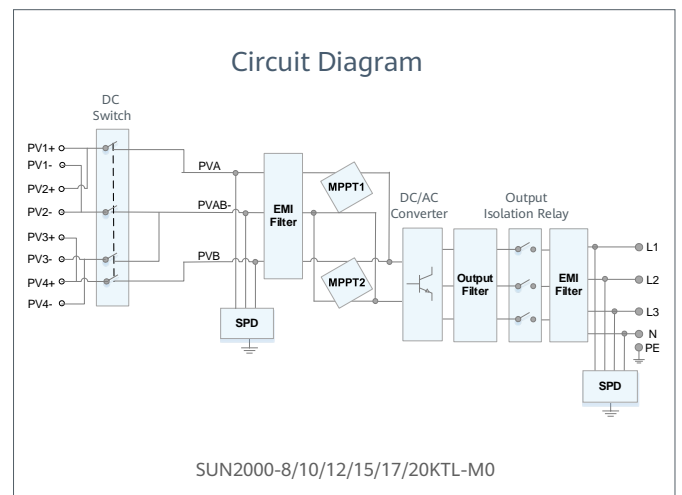 Circuit Diagram
DC
Switch
PV1+
PV1-
PV2+
PV2-
PV3+
PV3-
PV4+
PV4-
PVA
PVAB-
PVB
EMI
Filter
SPD
MPPT1
MPPT2
DC/AC
Converter
Output
Filter
Output
Isolation Relay
EMI
Filter
L1
L2
L3
N
PE
SPD
SUN2000-8/10/12/15/17/20KTL-M0